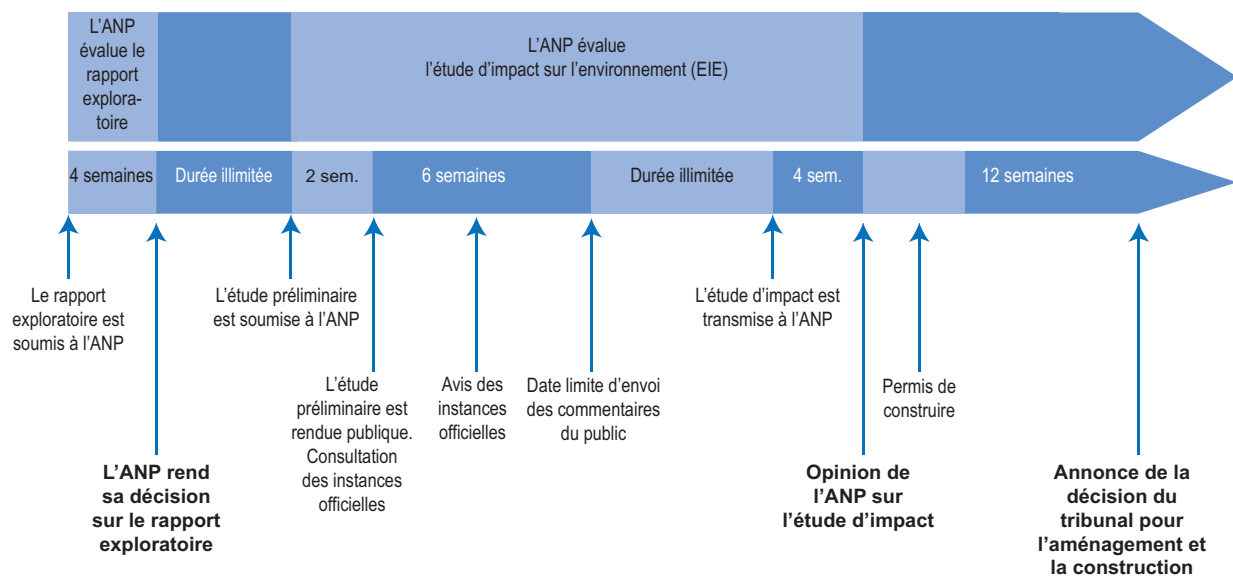 L'ANP
évalue le
rapport
explora-
toire
L'ANP évalue
l'étude d'impact sur l'environnement (EIE)
4 semaines
Durée illimitée
2 sem.
6 semaines
Durée illimitée
4 sem.
12 semaines
Le rapport
exploratoire est
soumis à l'ANP
L'étude préliminaire
est soumise à l'ANP
L'étude d'impact est
transmise à l'ANP
L'étude
préliminaire est
rendue publique.
Consultation
des instances
officielles
Avis des
instances
officielles
Date limite d'envoi
des commentaires
du public
Permis de
construire
L'ANP rend
sa décision
sur le rapport
exploratoire
Opinion de
l'ANP sur
l'étude d'impact
Annonce de la
décision du
tribunal pour
l'aménagement et
la construction